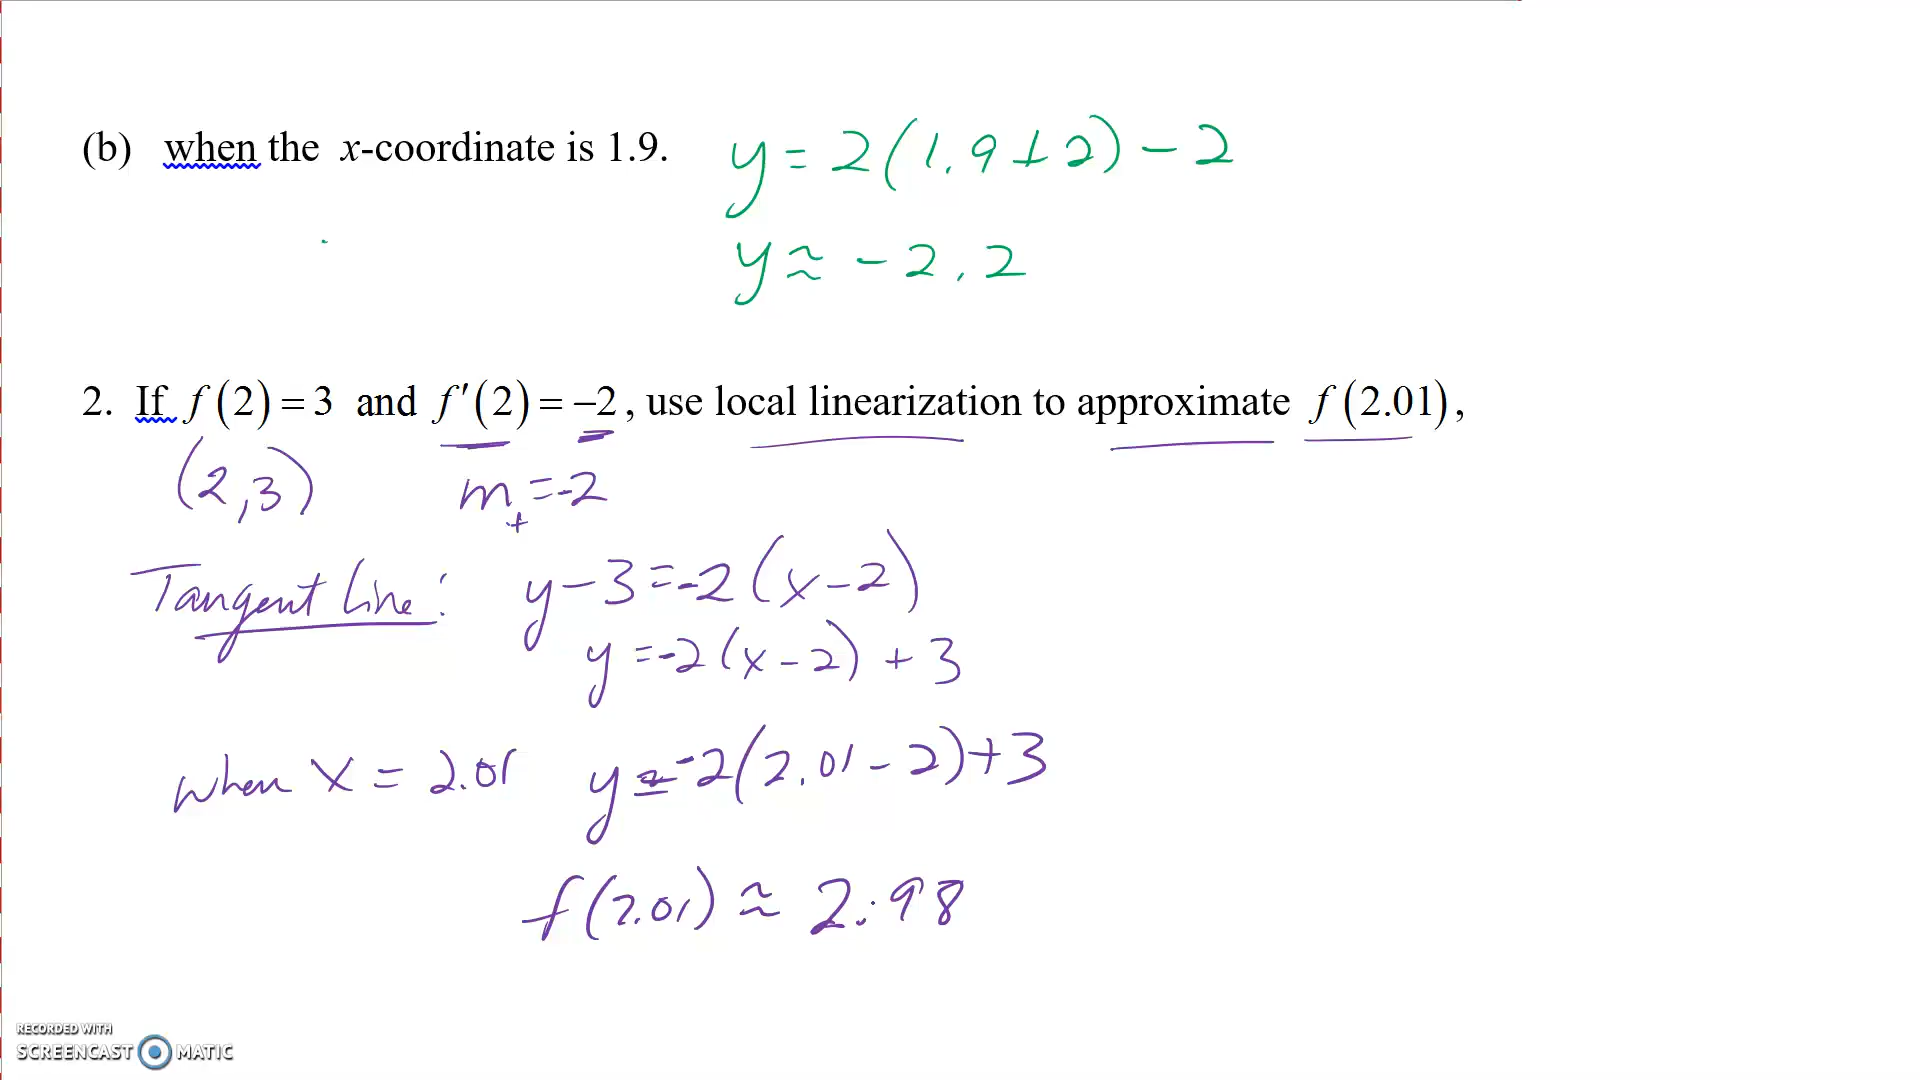 (b) when the x-coordinate is 1.9. y = 2(1.9+2) - 2
y ≈ -2.2
2. If f(2) = 3 and f′(2) = −2, use local linearization to approximate f(2.01),
(2,3) m_t = -2
Tangent Line: y-3 = -2(x-2)
y = -2(x-2) + 3
when x = 2.01 y = -2(2.01-2)+3
f(2.01) ≈ 2.98
RECORDED WITH
SCREENCAST MATIC